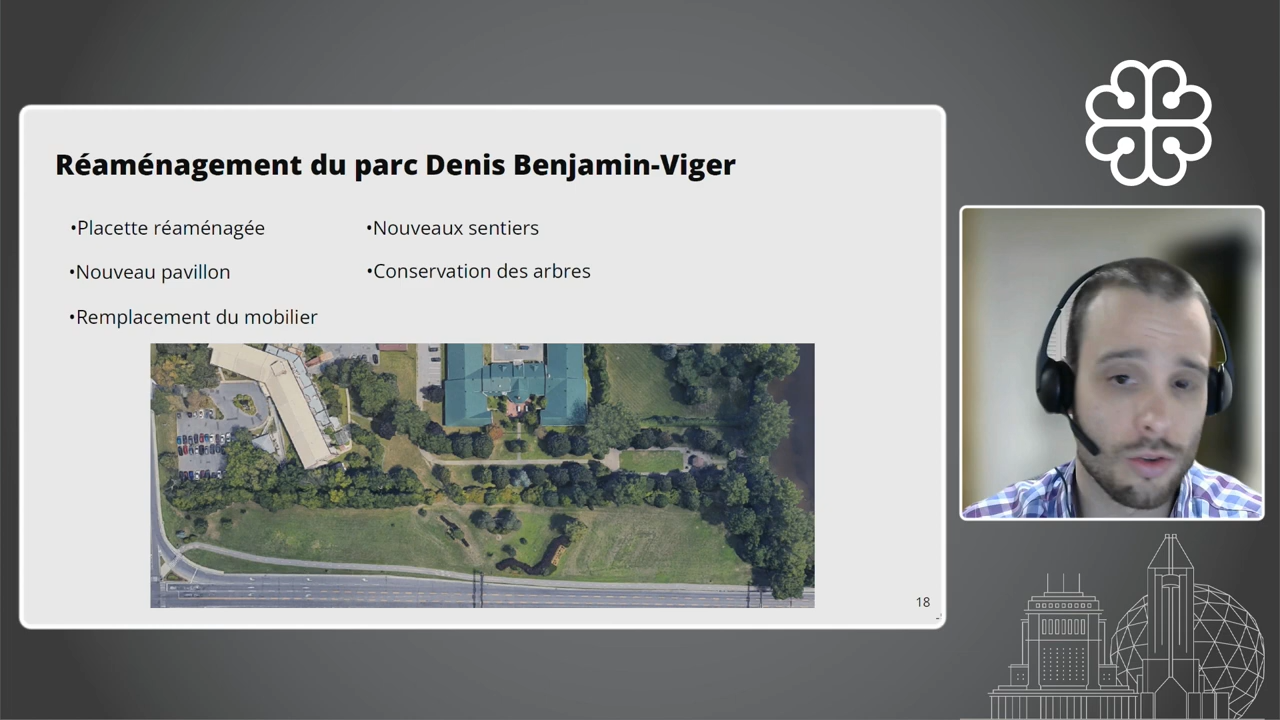 Réaménagement du parc Denis Benjamin-Viger
•Placette réaménagée
•Nouveau pavillon
•Remplacement du mobilier
•Nouveaux sentiers
•Conservation des arbres
18